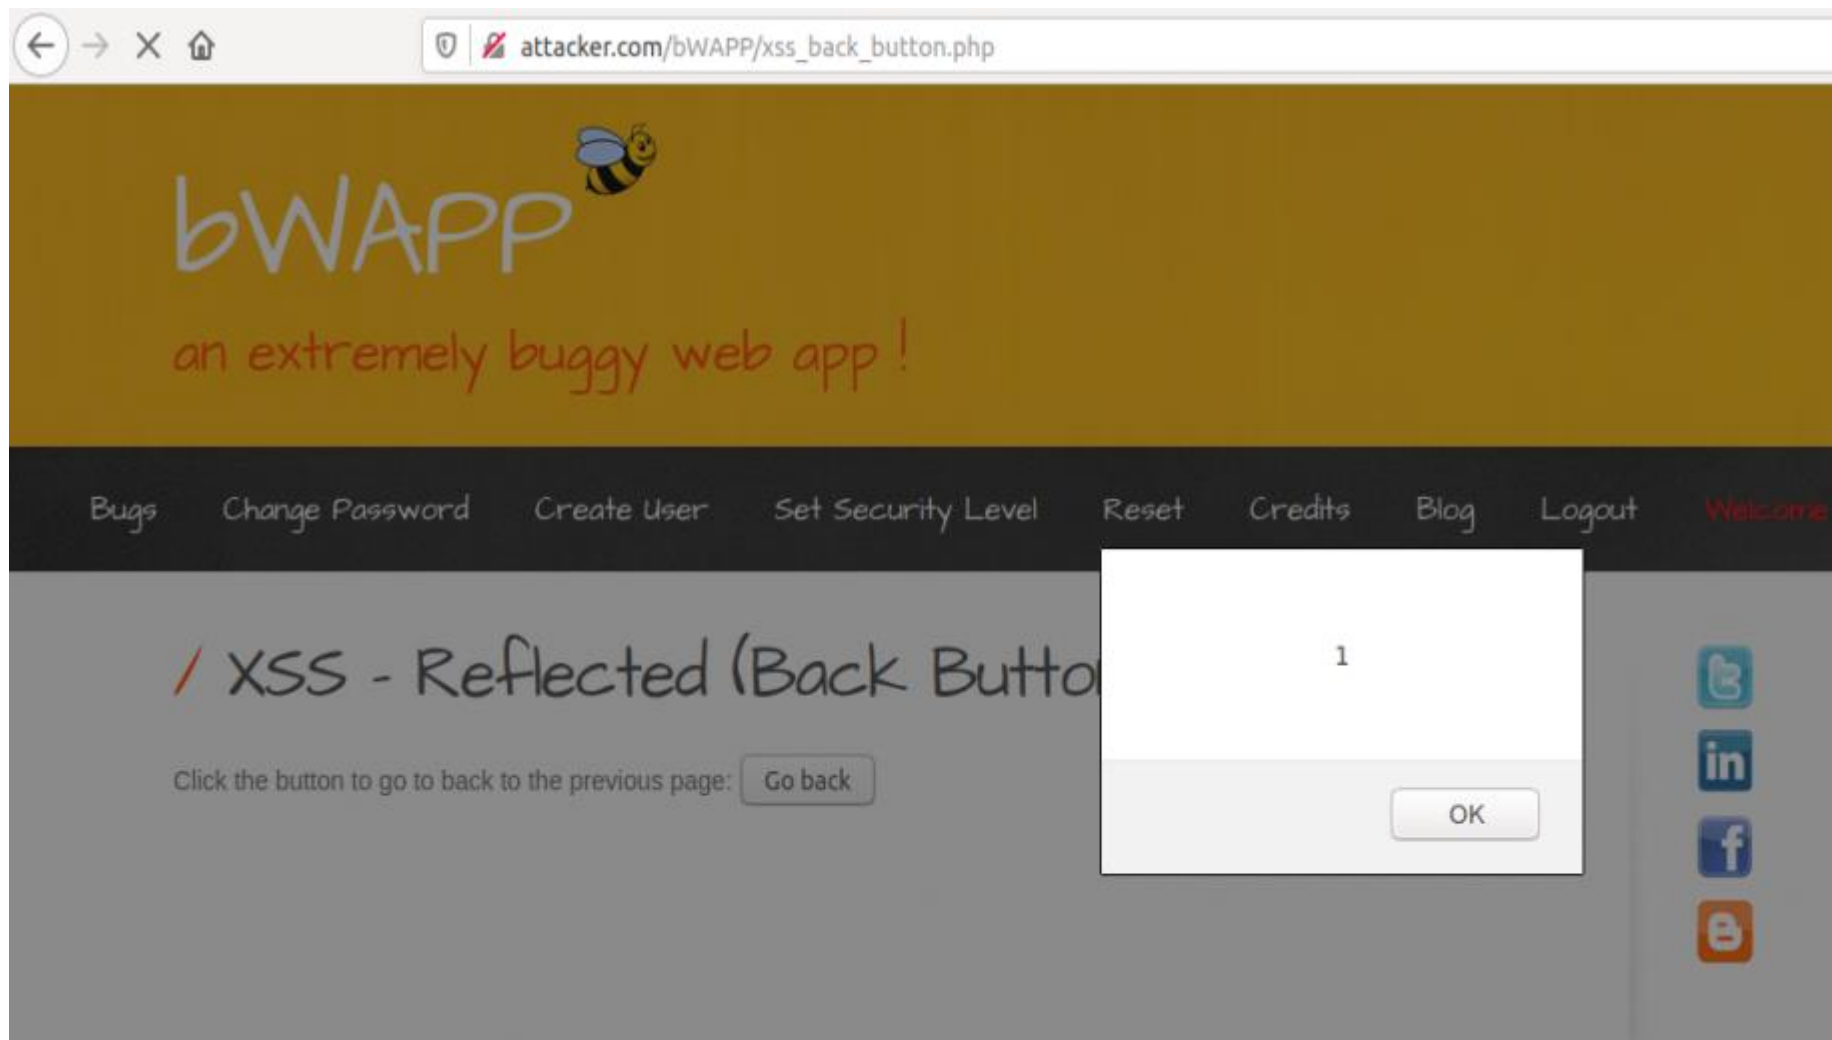 attacker.com/bWAPP/xss_back_button.php
bWAPP
an extremely buggy web app !
Bugs Change Password Create User Set Security Level Reset Credits Blog Logout Welcome
/ XSS - Reflected (Back Button
1
Click the button to go to back to the previous page: Go back
OK